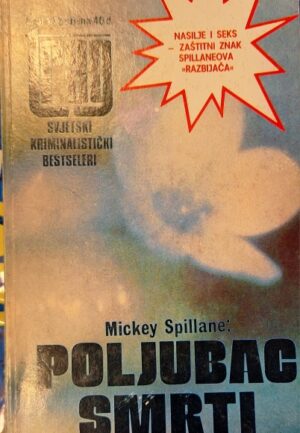 NASILJE I SEKS
– ZAŠTITNI ZNAK
SPILLANEOVA
»RAZBIJAČA«
SVJETSKI
KRIMINALISTIČKI
BESTSELERI
Mickey Spillane:
POLJUBAC
SMRTI